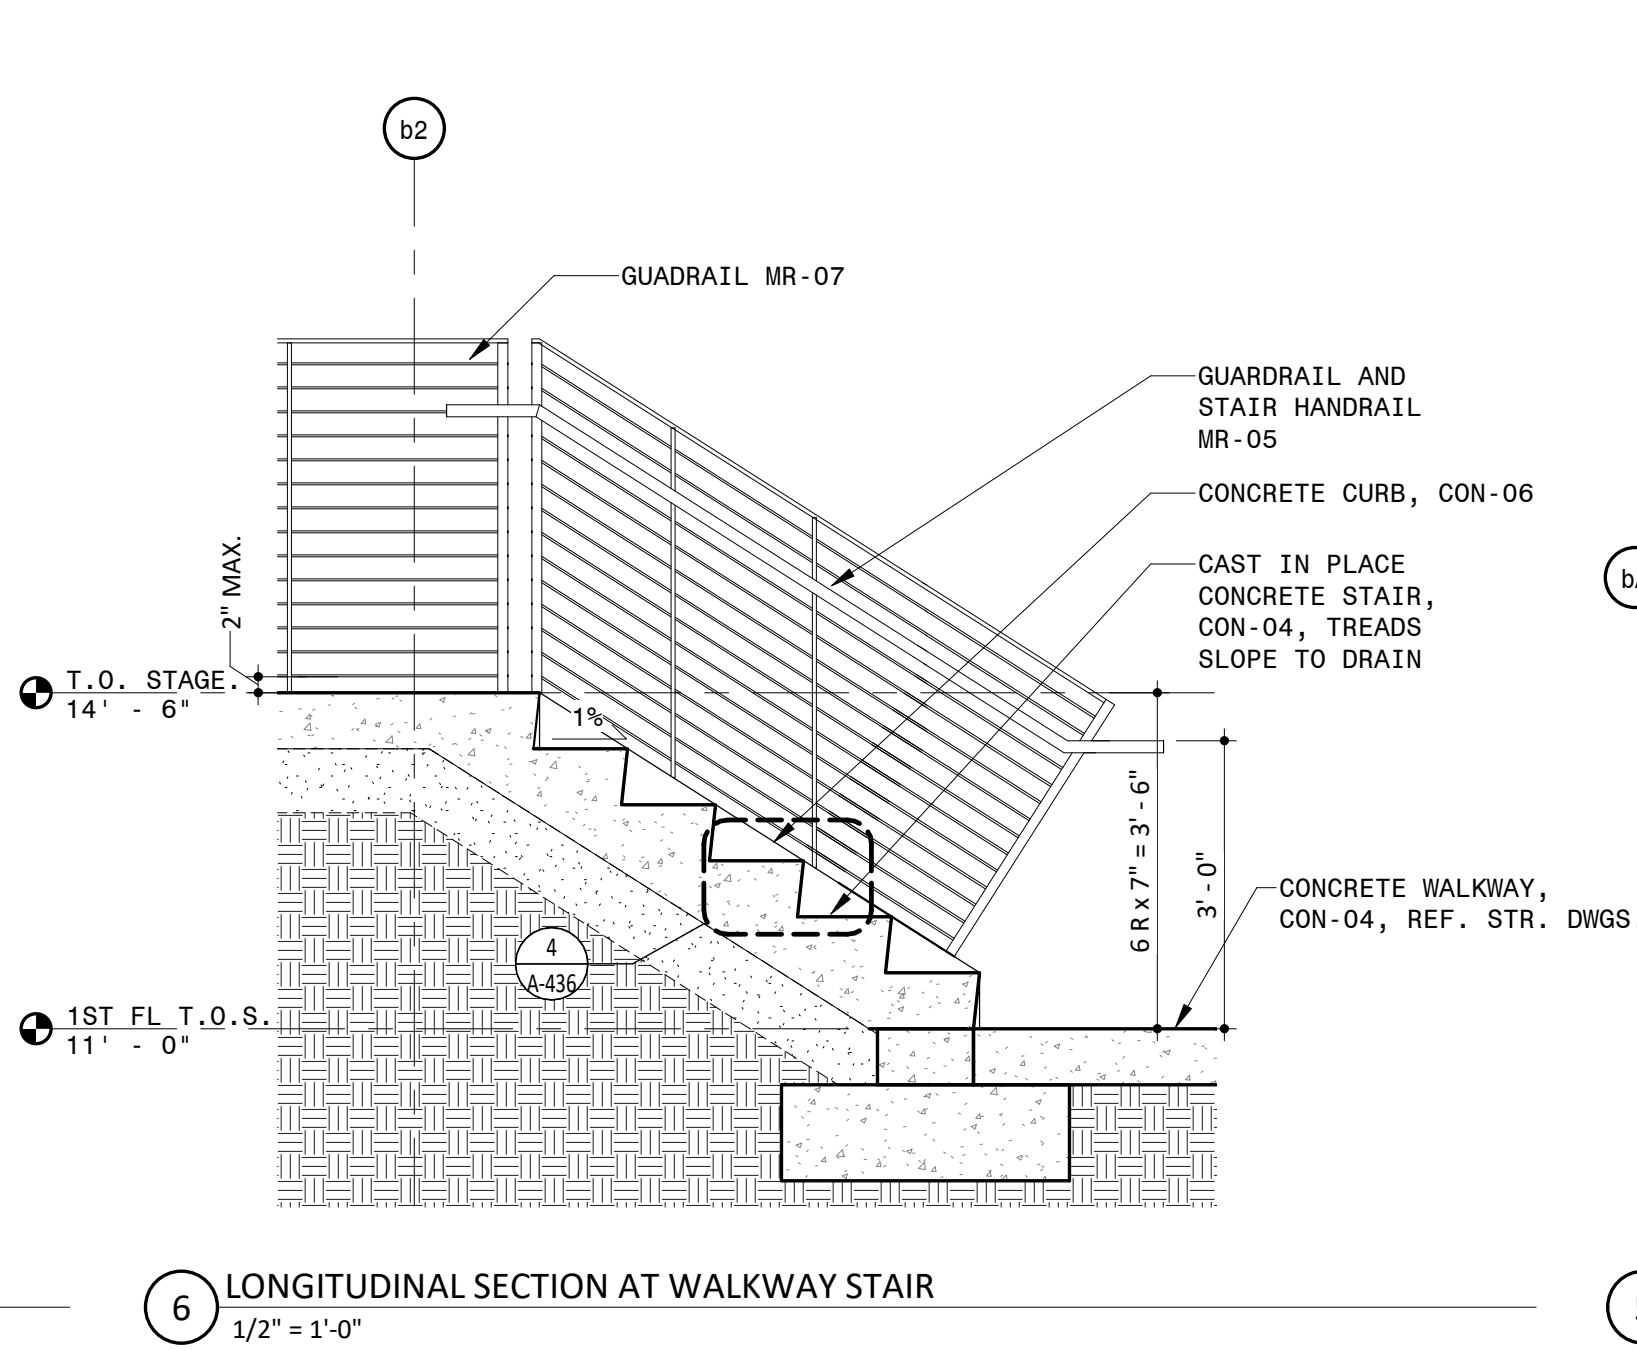 b2
GUADRAIL MR-07
GUARDRAIL AND
STAIR HANDRAIL
MR-05
CONCRETE CURB, CON-06
CAST IN PLACE
CONCRETE STAIR,
CON-04, TREADS
SLOPE TO DRAIN
2" MAX.
T.O. STAGE.
14' - 6"
1%
6 R x 7" = 3' - 6"
3' - 0"
CONCRETE WALKWAY,
CON-04, REF. STR. DWGS
4
A-436
1ST FL T.O.S.
11' - 0"
6
LONGITUDINAL SECTION AT WALKWAY STAIR
1/2" = 1'-0"